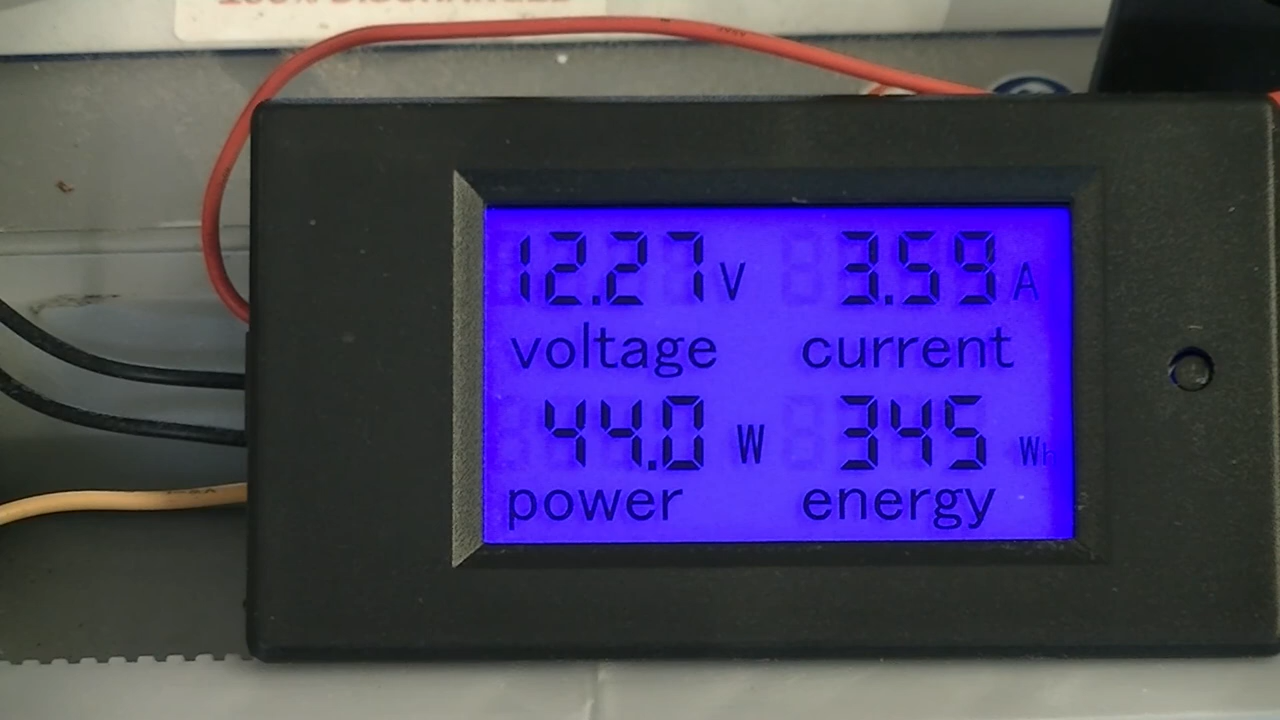 12.27 V 3.59 A
voltage current
44.0 W 345 Wh
power energy